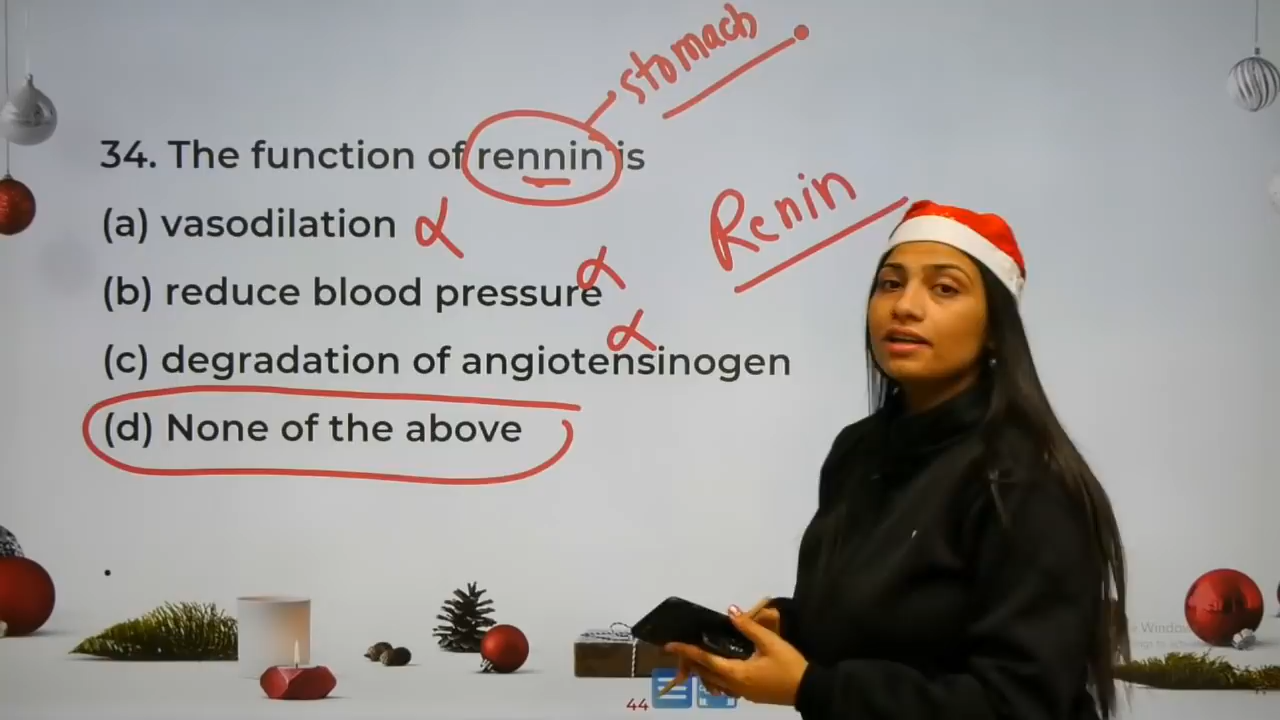 stomach
34. The function of rennin is
Renin
(a) vasodilation
(b) reduce blood pressure
(c) degradation of angiotensinogen
(d) None of the above
44